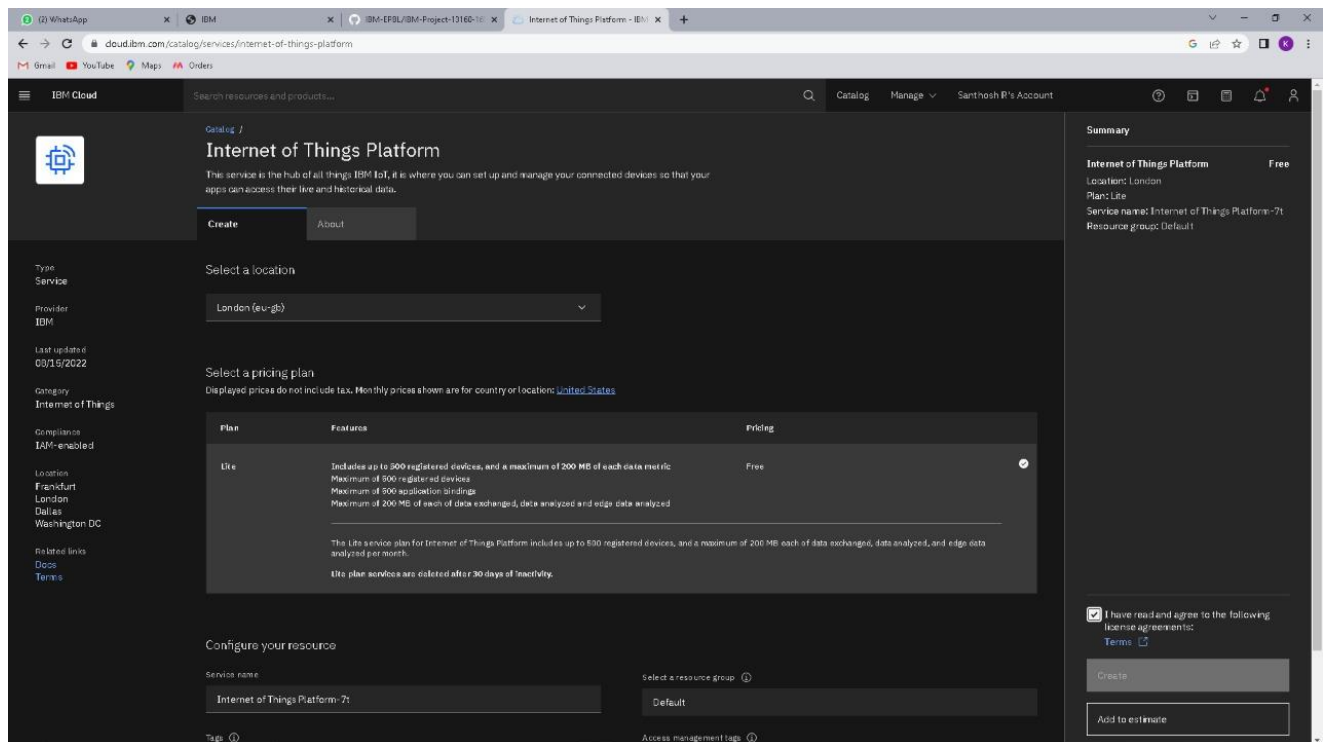 (2) WhatsApp
IBM
IBM-EPBL/IBM-Project-13160-16
Internet of Things Platform - IBM
cloud.ibm.com/catalog/services/internet-of-things-platform
Gmail
YouTube
Maps
Orders
IBM Cloud
Search resources and products...
Catalog
Manage
Santhosh R's Account
Catalog /
Internet of Things Platform
This service is the hub of all things IBM IoT, it is where you can set up and manage your connected devices so that your
apps can access their live and historical data.
Create
About
Type
Service
Provider
IBM
Last updated
08/15/2022
Category
Internet of Things
Compliance
IAM-enabled
Location
Frankfurt
London
Dallas
Washington DC
Related links
Docs
Terms
Select a location
London (eu-gb)
Select a pricing plan
Displayed prices do not include tax. Monthly prices shown are for country or location: United States
Plan
Features
Pricing
Lite
Includes up to 500 registered devices, and a maximum of 200 MB of each data metric
Free
Maximum of 500 registered devices
Maximum of 500 application bindings
Maximum of 200 MB of each of data exchanged, data analyzed and edge data analyzed
The Lite service plan for Internet of Things Platform includes up to 500 registered devices, and a maximum of 200 MB each of data exchanged, data analyzed, and edge data
analyzed per month.
Lite plan services are deleted after 30 days of inactivity.
Configure your resource
Service name
Internet of Things Platform-7t
Select a resource group
Default
Tags
Access management tags
Summary
Internet of Things Platform
Free
Location: London
Plan: Lite
Service name: Internet of Things Platform-7t
Resource group: Default
I have read and agree to the following
license agreements:
Terms
Create
Add to estimate